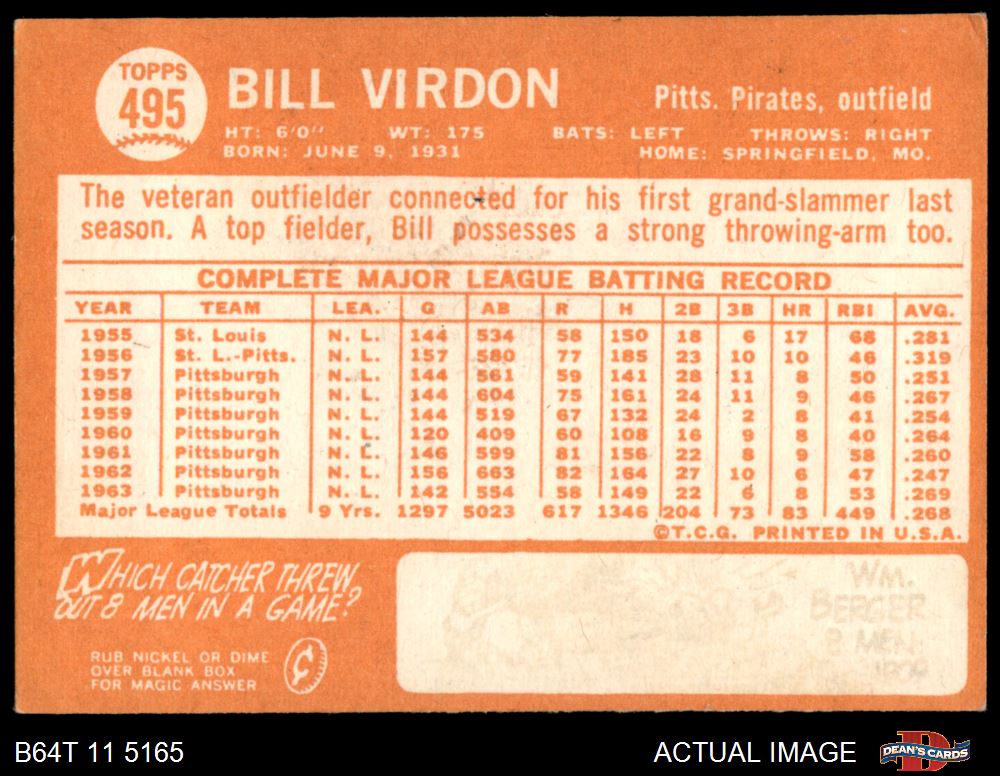 TOPPS
495
BILL VIRDON
Pitts. Pirates, outfield
HT: 6'0" WT: 175 BATS: LEFT THROWS: RIGHT
BORN: JUNE 9, 1931 HOME: SPRINGFIELD, MO.
The veteran outfielder connected for his first grand-slammer last
season. A top fielder, Bill possesses a strong throwing-arm too.
COMPLETE MAJOR LEAGUE BATTING RECORD
YEAR TEAM LEA. G AB R H 2B 3B HR RBI AVG.
1955 St. Louis N. L. 144 534 58 150 18 6 17 68 .281
1956 St. L.-Pitts. N. L. 157 580 77 185 23 10 10 46 .319
1957 Pittsburgh N. L. 144 561 59 141 28 11 8 50 .251
1958 Pittsburgh N. L. 144 604 75 161 24 11 9 46 .267
1959 Pittsburgh N. L. 144 519 67 132 24 2 8 41 .254
1960 Pittsburgh N. L. 120 409 60 108 16 9 8 40 .264
1961 Pittsburgh N. L. 146 599 81 156 22 8 9 58 .260
1962 Pittsburgh N. L. 156 663 82 164 27 10 6 47 .247
1963 Pittsburgh N. L. 142 554 58 149 22 6 8 53 .269
Major League Totals 9 Yrs. 1297 5023 617 1346 204 73 83 449 .268
©T.C.G. PRINTED IN U.S.A.
WHICH CATCHER THREW
OUT 8 MEN IN A GAME?
RUB NICKEL OR DIME
OVER BLANK BOX
FOR MAGIC ANSWER
WM.
BERGER
MEN
B64T 11 5165
ACTUAL IMAGE
DEAN'S CARDS